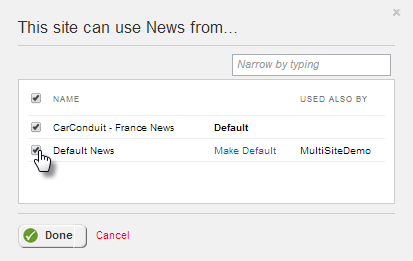 This site can use News from...
Narrow by typing
NAME USED ALSO BY
CarConduit - France News Default
Default News Make Default MultiSiteDemo
Done Cancel